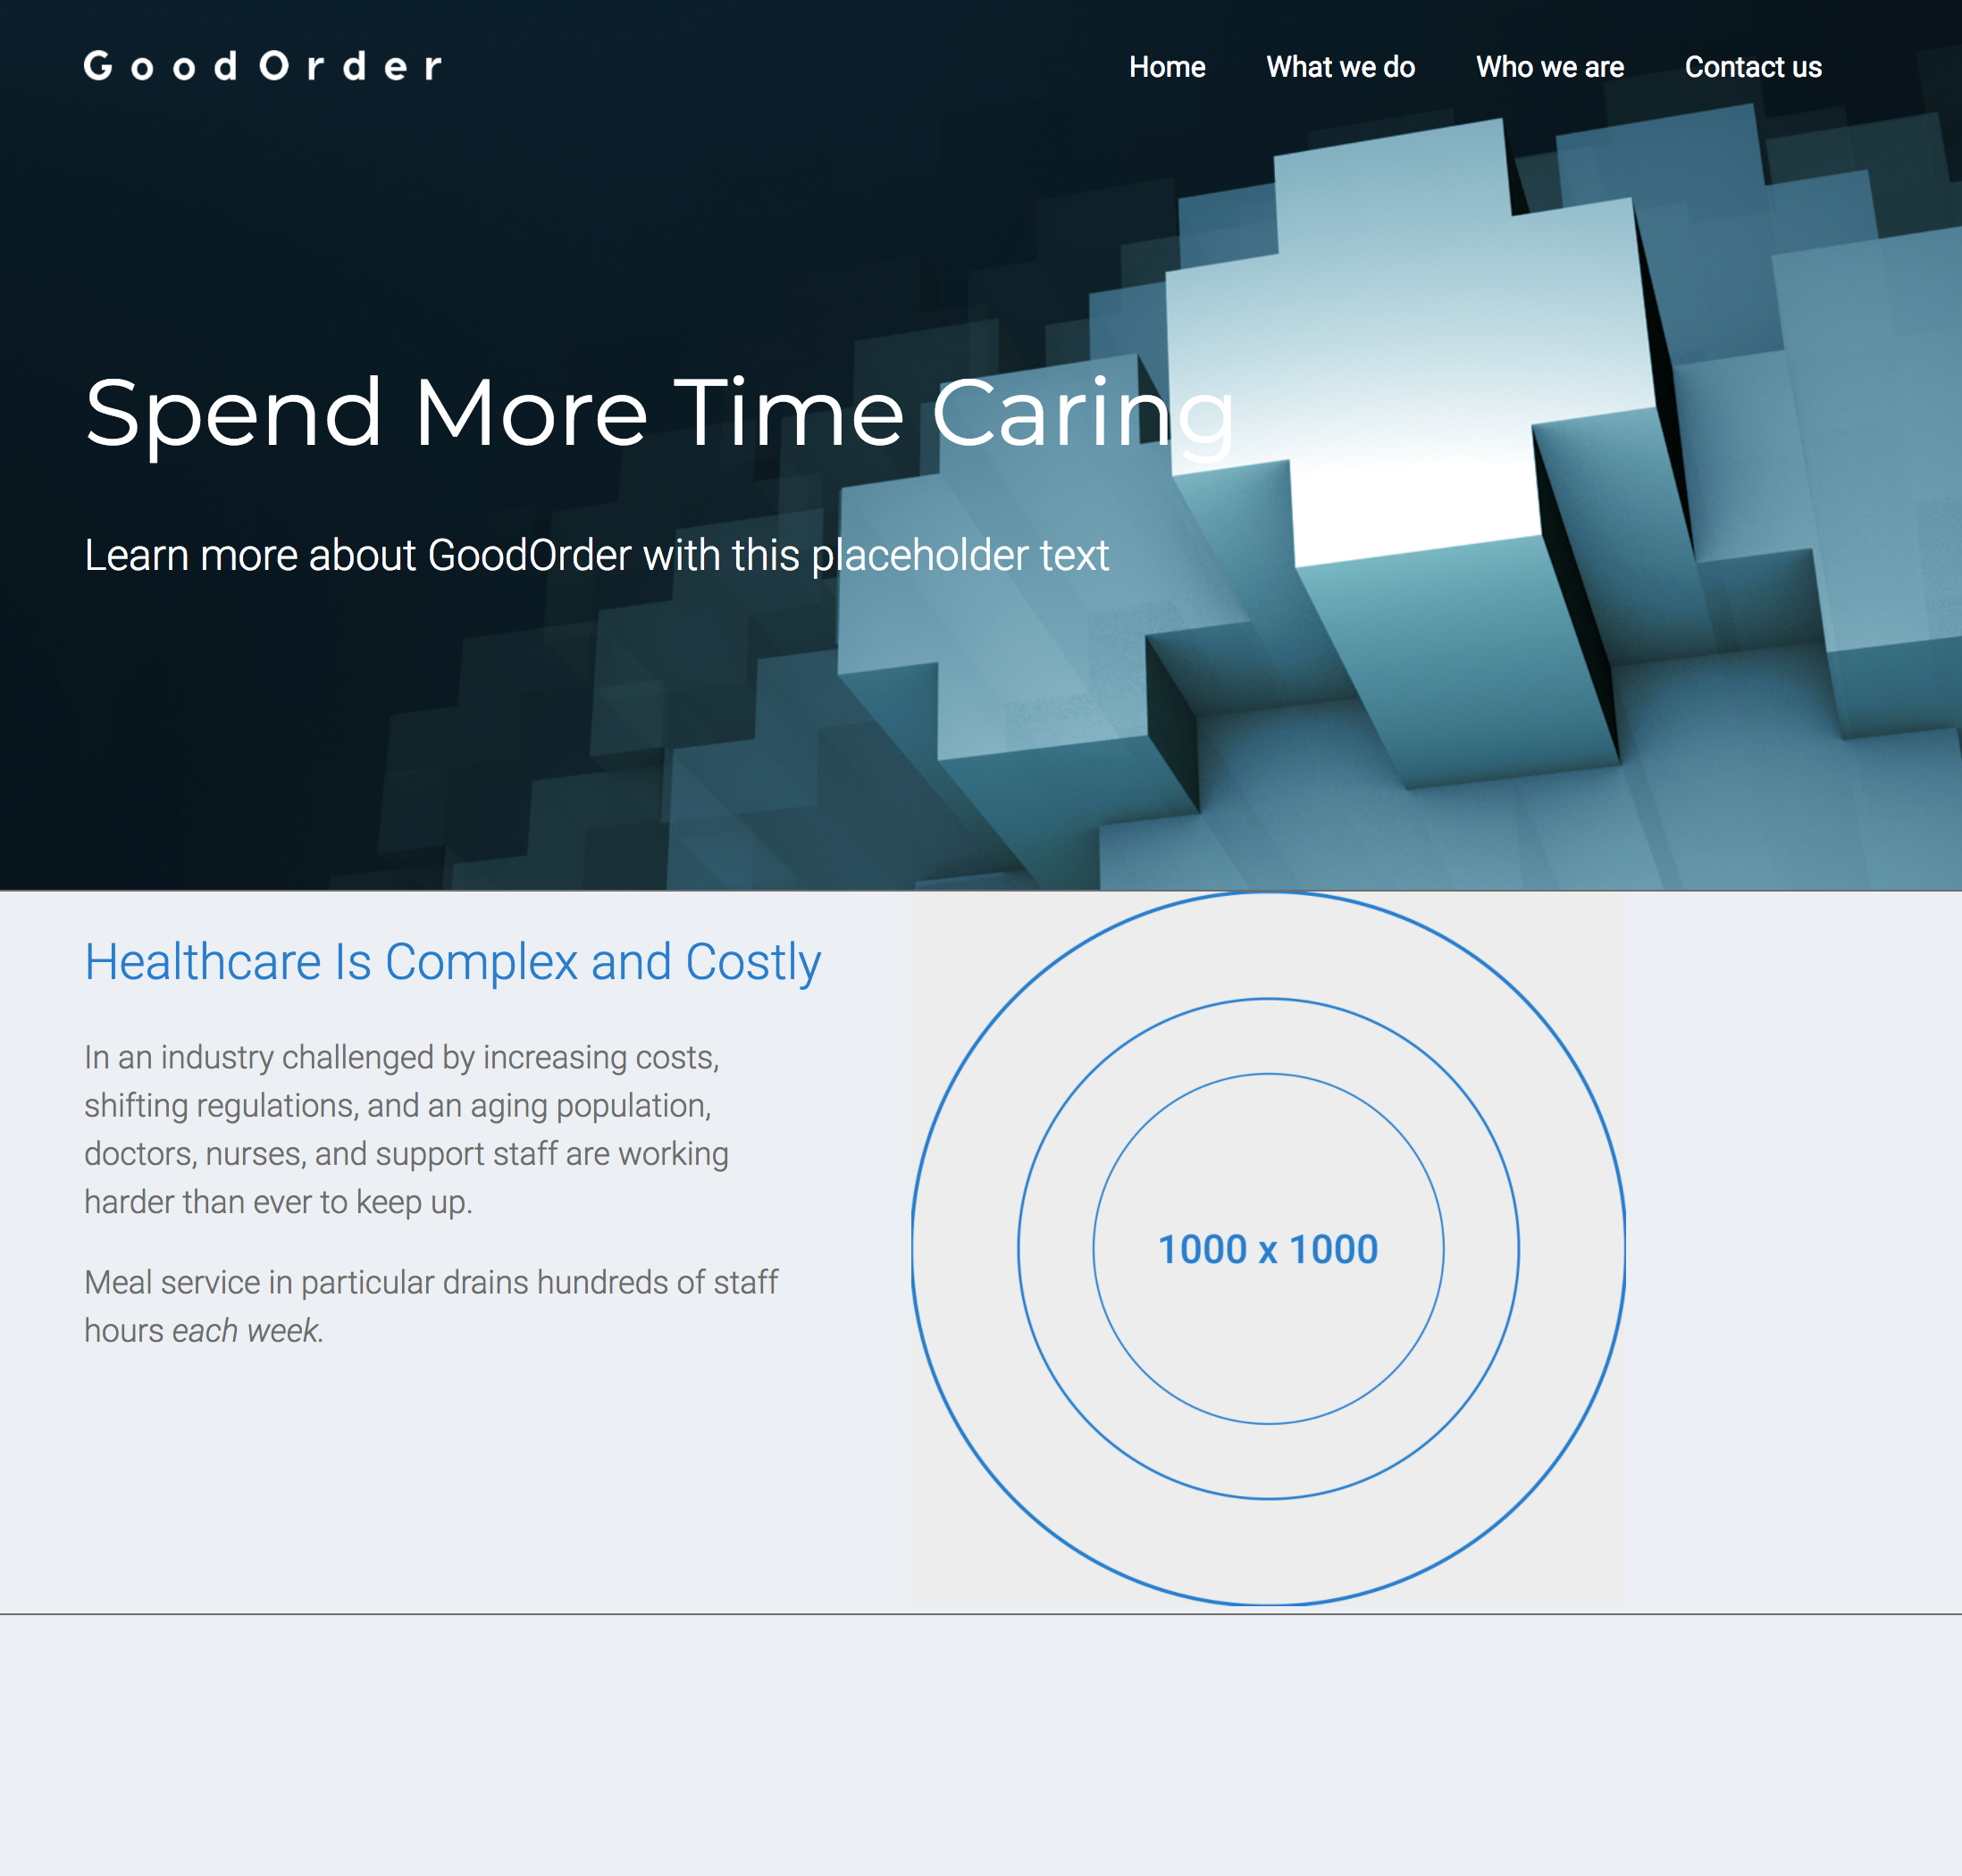 GoodOrder
Home
What we do
Who we are
Contact us
Spend More Time Caring
Learn more about GoodOrder with this placeholder text
Healthcare Is Complex and Costly
In an industry challenged by increasing costs,
shifting regulations, and an aging population,
doctors, nurses, and support staff are working
harder than ever to keep up.
Meal service in particular drains hundreds of staff
hours each week.
1000 x 1000